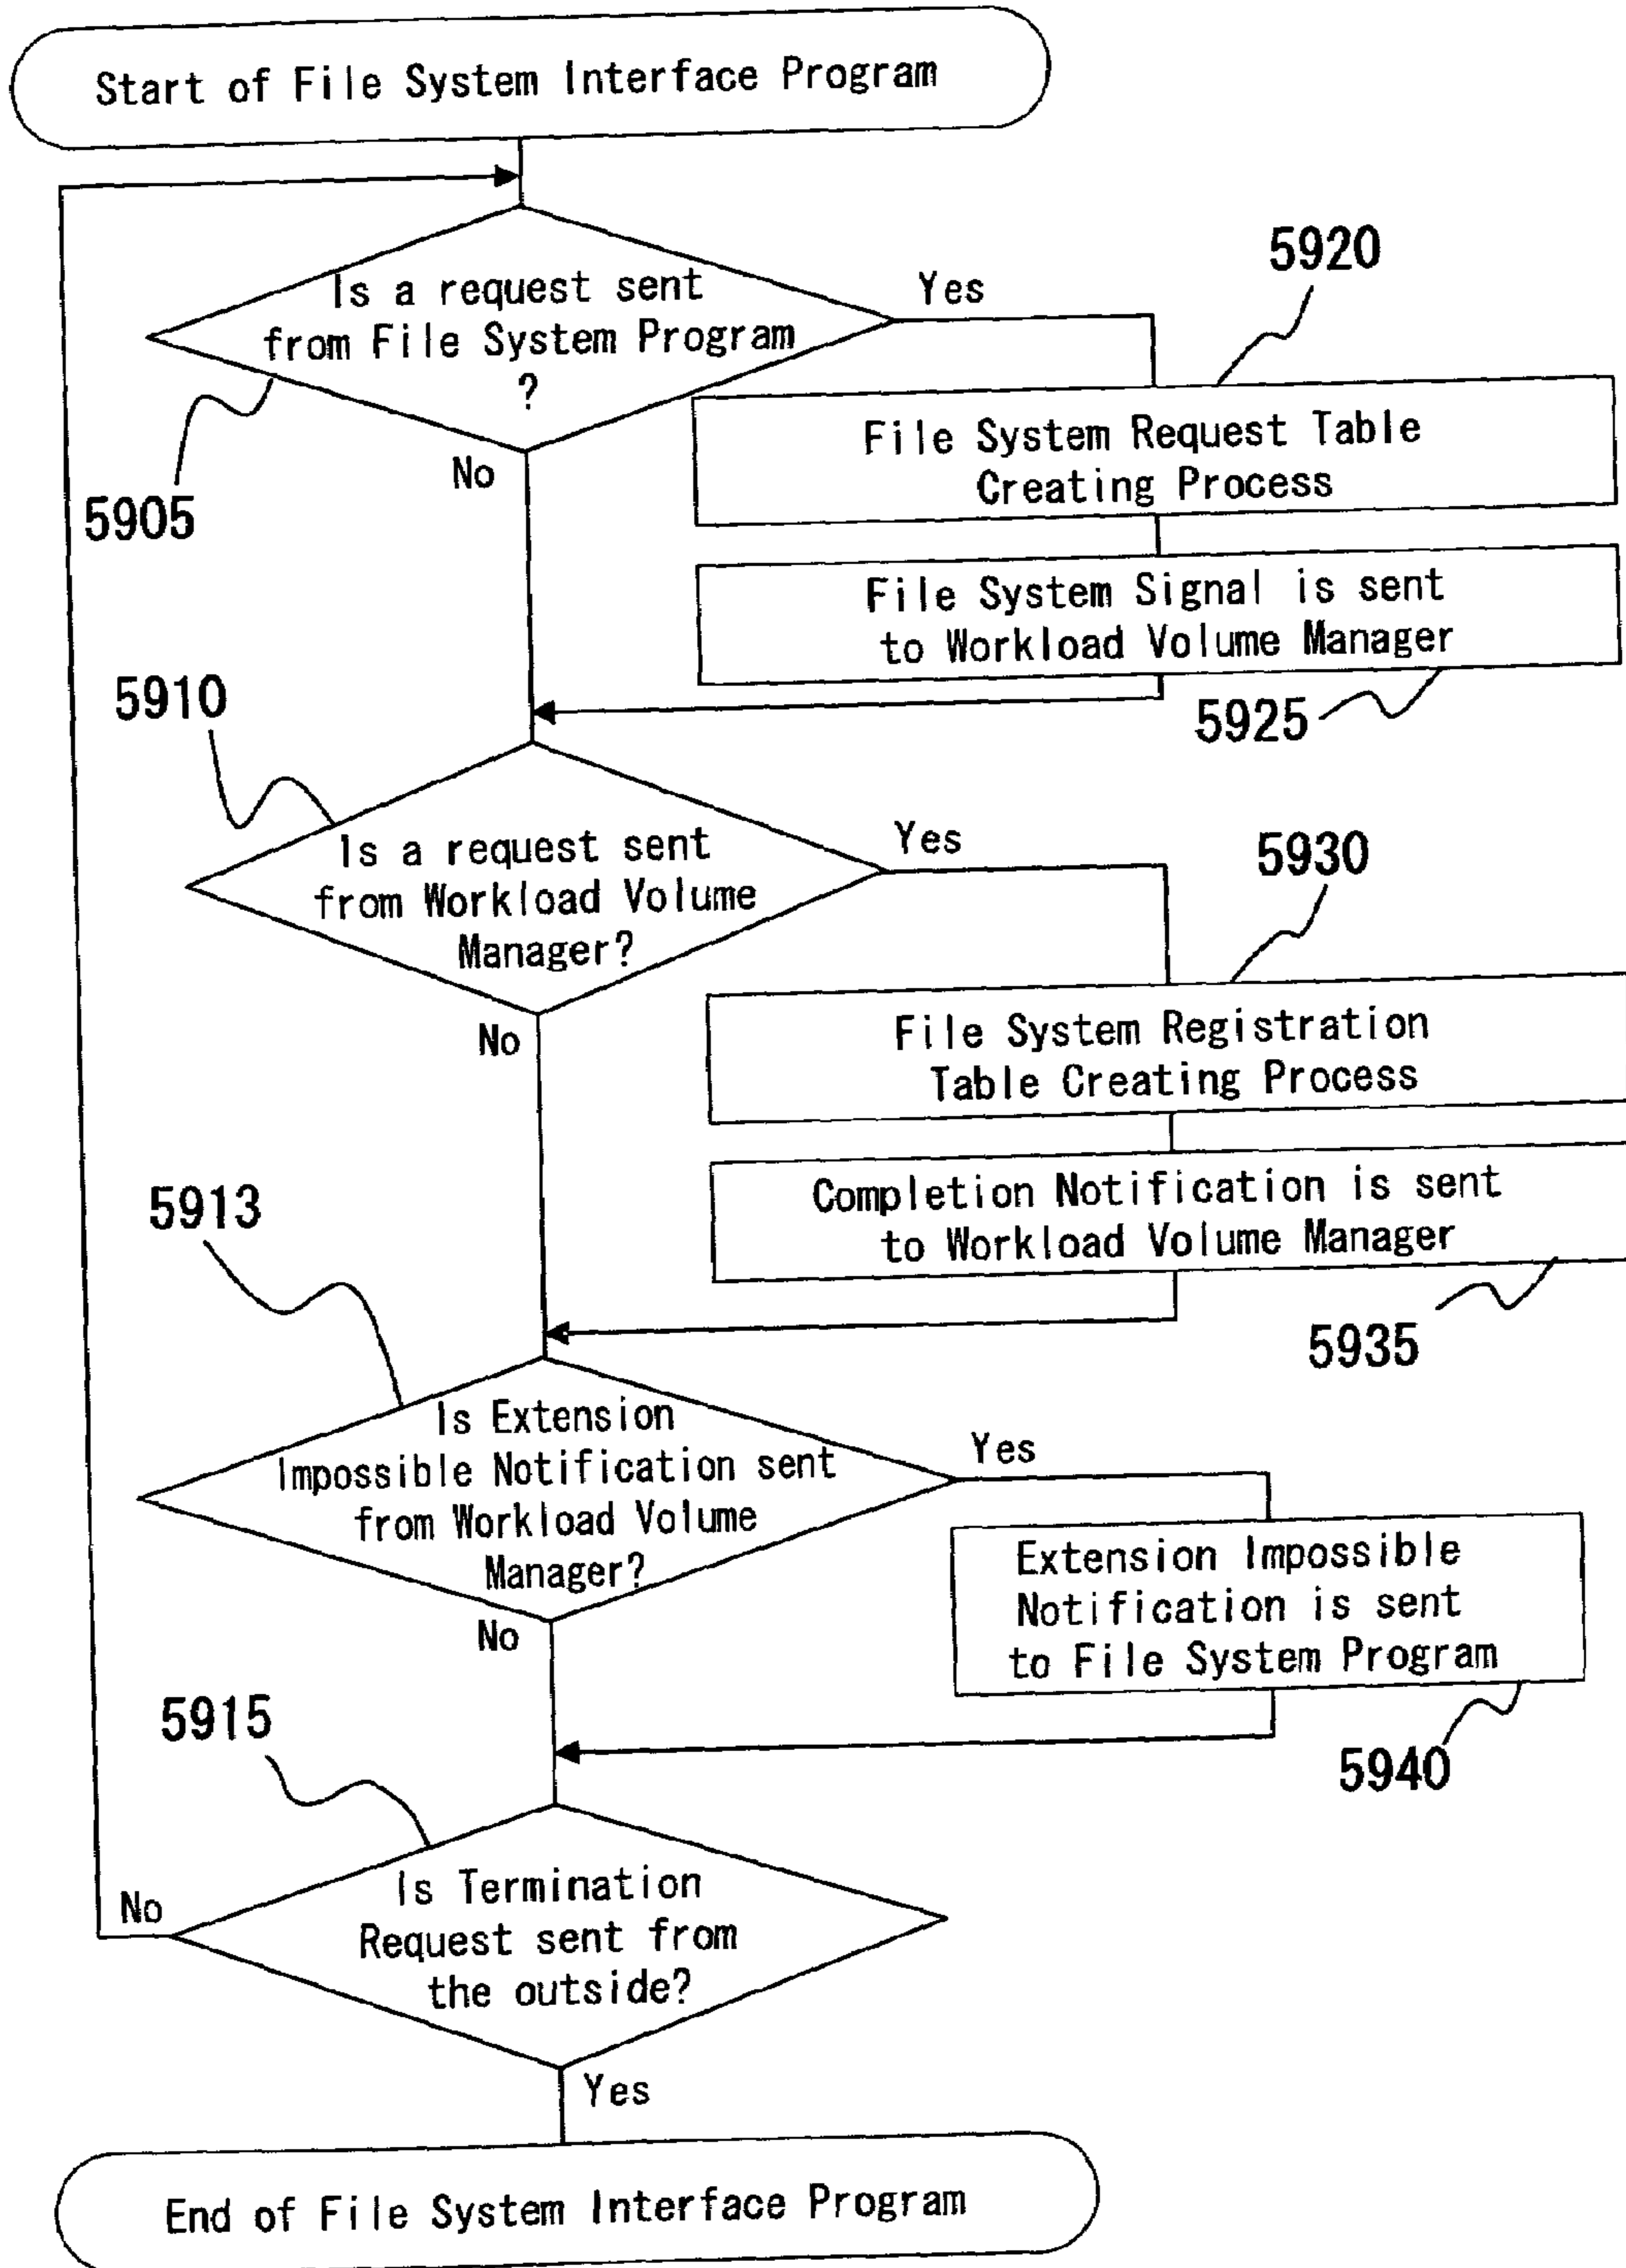 Start of File System Interface Program
Is a request sent
from File System Program
?
Yes
No
5905
5920
File System Request Table
Creating Process
File System Signal is sent
to Workload Volume Manager
5925
5910
Is a request sent
from Workload Volume
Manager?
Yes
No
5930
File System Registration
Table Creating Process
Completion Notification is sent
to Workload Volume Manager
5935
5913
Is Extension
Impossible Notification sent
from Workload Volume
Manager?
Yes
No
Extension Impossible
Notification is sent
to File System Program
5940
5915
Is Termination
Request sent from
the outside?
No
Yes
End of File System Interface Program